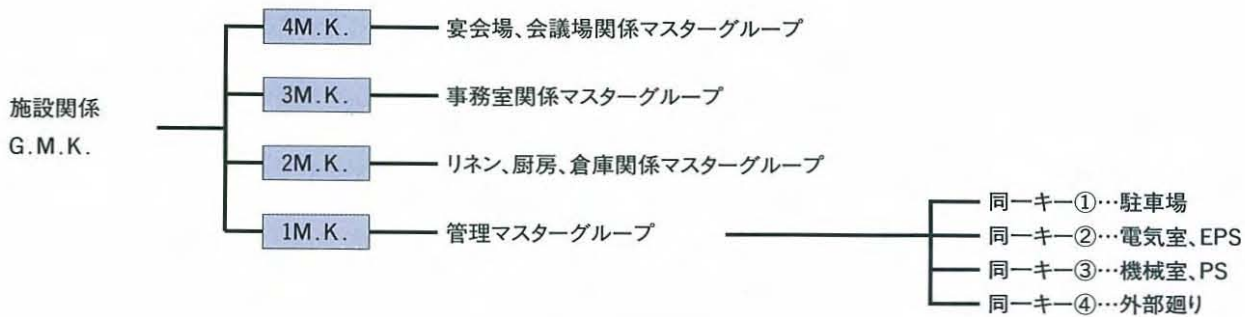 施設関係
G.M.K.
4M.K.
宴会場、会議場関係マスターグループ
3M.K.
事務室関係マスターグループ
2M.K.
リネン、厨房、倉庫関係マスターグループ
1M.K.
管理マスターグループ
同一キー①…駐車場
同一キー②…電気室、EPS
同一キー③…機械室、PS
同一キー④…外部廻り